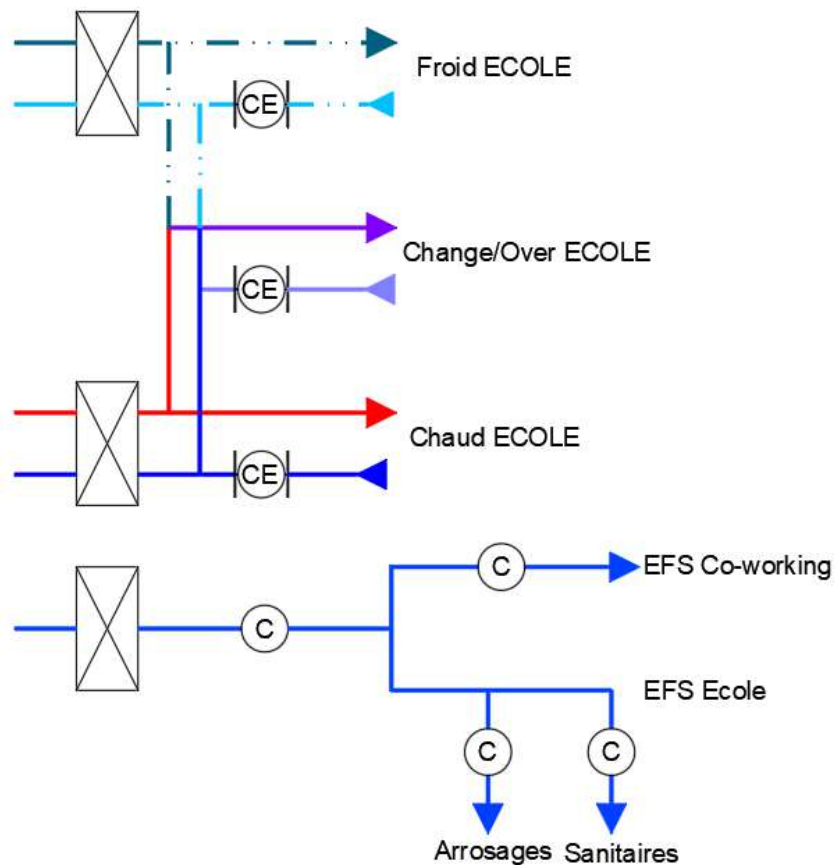 Froid ECOLE
CE
Change/Over ECOLE
CE
Chaud ECOLE
CE
C
EFS Co-working
C
EFS Ecole
C
C
Arrosages
Sanitaires